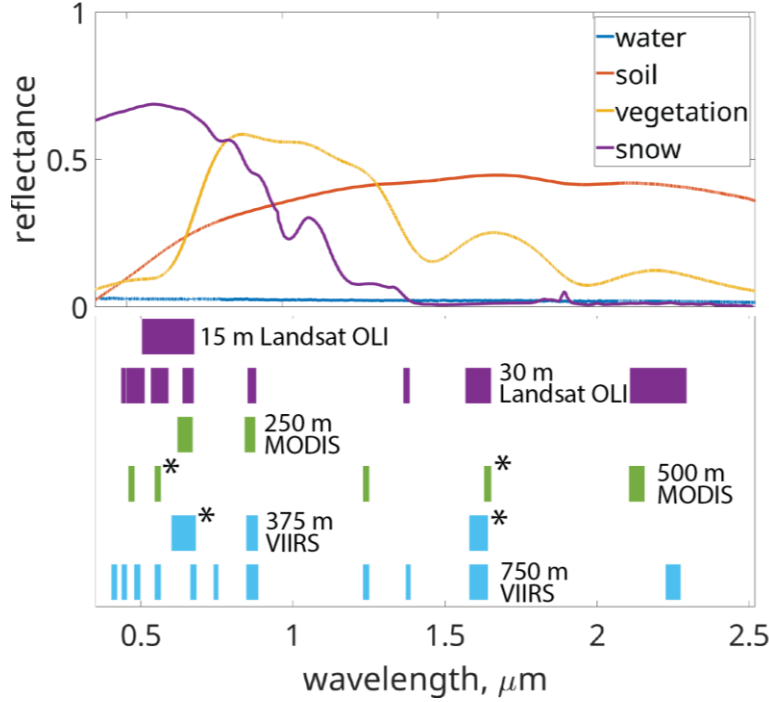 1
0.5
0
reflectance
water
soil
vegetation
snow
15 m Landsat OLI
30 m
Landsat OLI
250 m
MODIS
*
*
500 m
MODIS
*
375 m
VIIRS
*
750 m
VIIRS
0.5 1 1.5 2 2.5
wavelength, μm